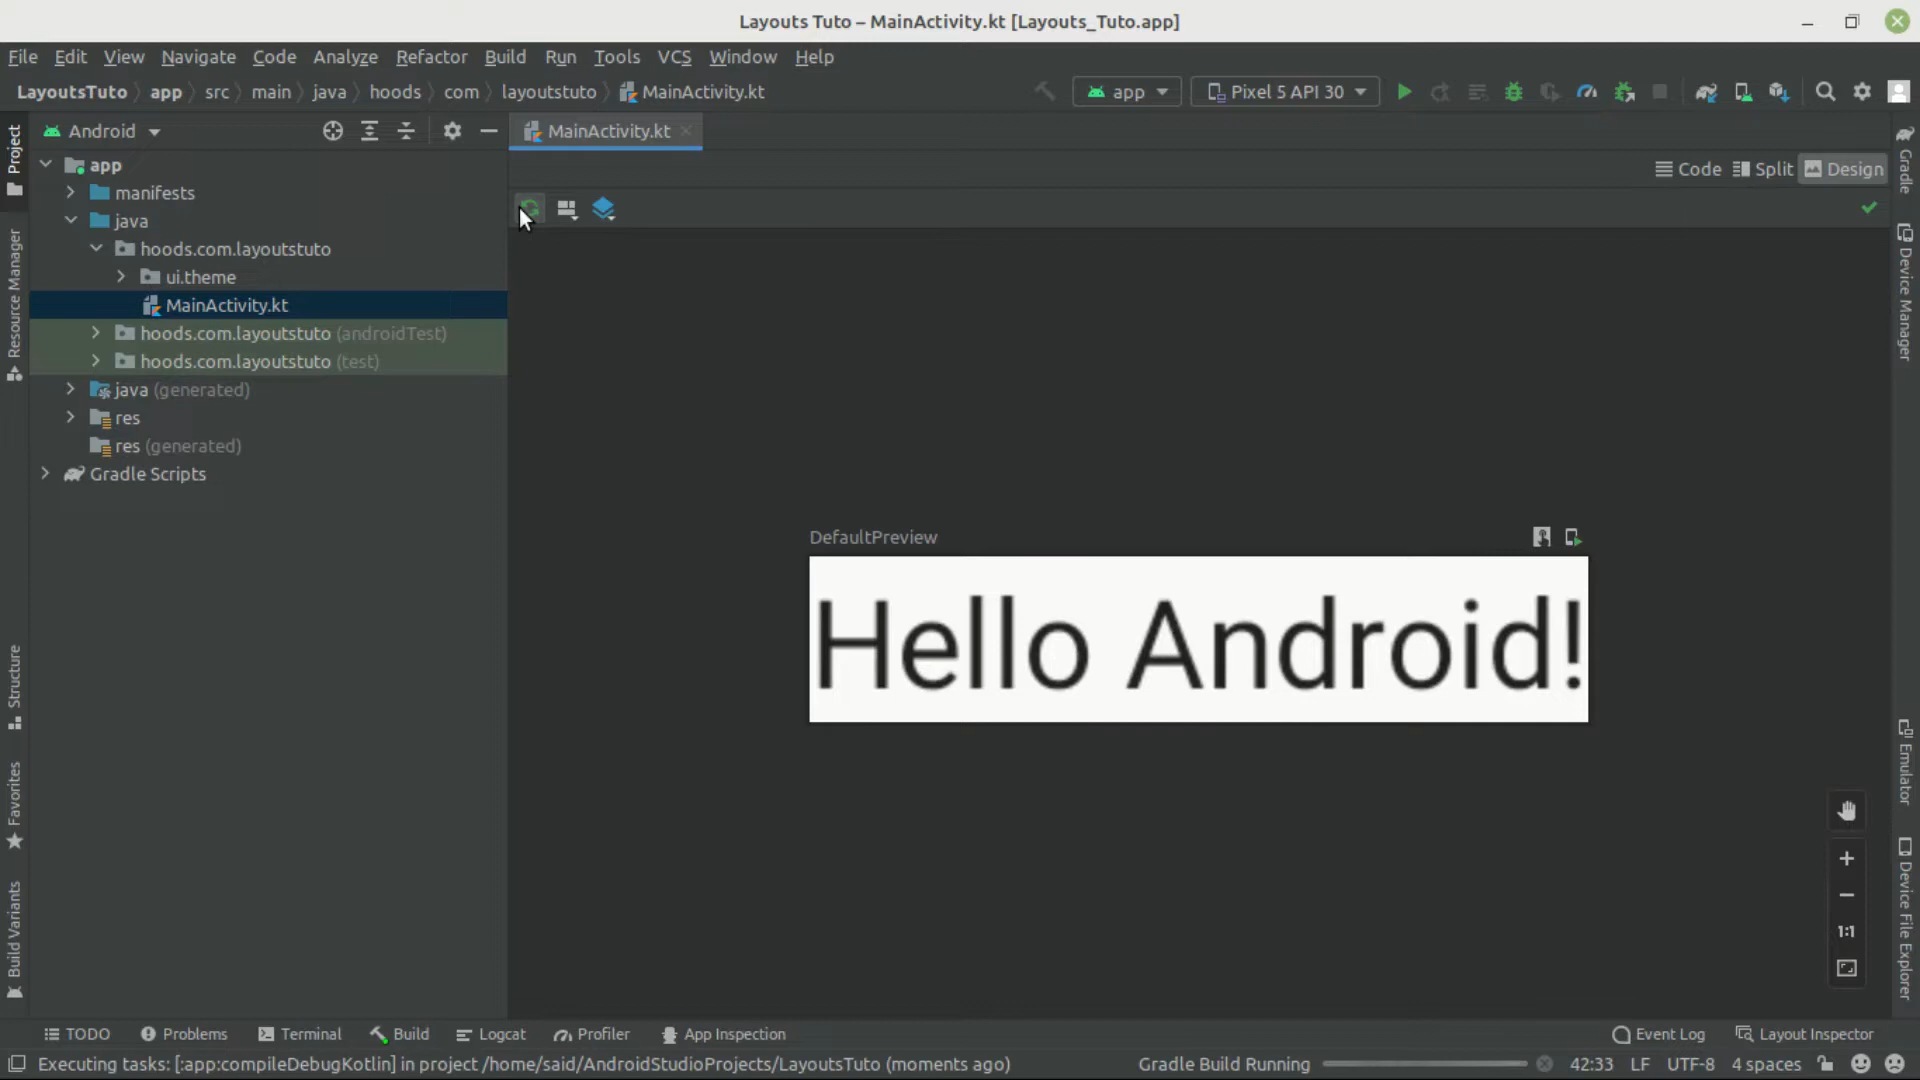 Layouts Tuto – MainActivity.kt [Layouts_Tuto.app]
File Edit View Navigate Code Analyze Refactor Build Run Tools VCS Window Help
LayoutsTuto app src main java hoods com layoutstuto MainActivity.kt app Pixel 5 API 30
Project
Android
MainActivity.kt
Gradle
app
Code Split Design
manifests
java
Resource Manager
Device Manager
hoods.com.layoutstuto
ui.theme
MainActivity.kt
hoods.com.layoutstuto (androidTest)
hoods.com.layoutstuto (test)
java (generated)
res
res (generated)
Gradle Scripts
DefaultPreview
Hello Android!
Structure
Emulator
Favorites
1:1
Build Variants
Device File Explorer
TODO Problems Terminal Build Logcat Profiler App Inspection Event Log Layout Inspector
Executing tasks: [:app:compileDebugKotlin] in project /home/said/AndroidStudioProjects/LayoutsTuto (moments ago) Gradle Build Running 42:33 LF UTF-8 4 spaces